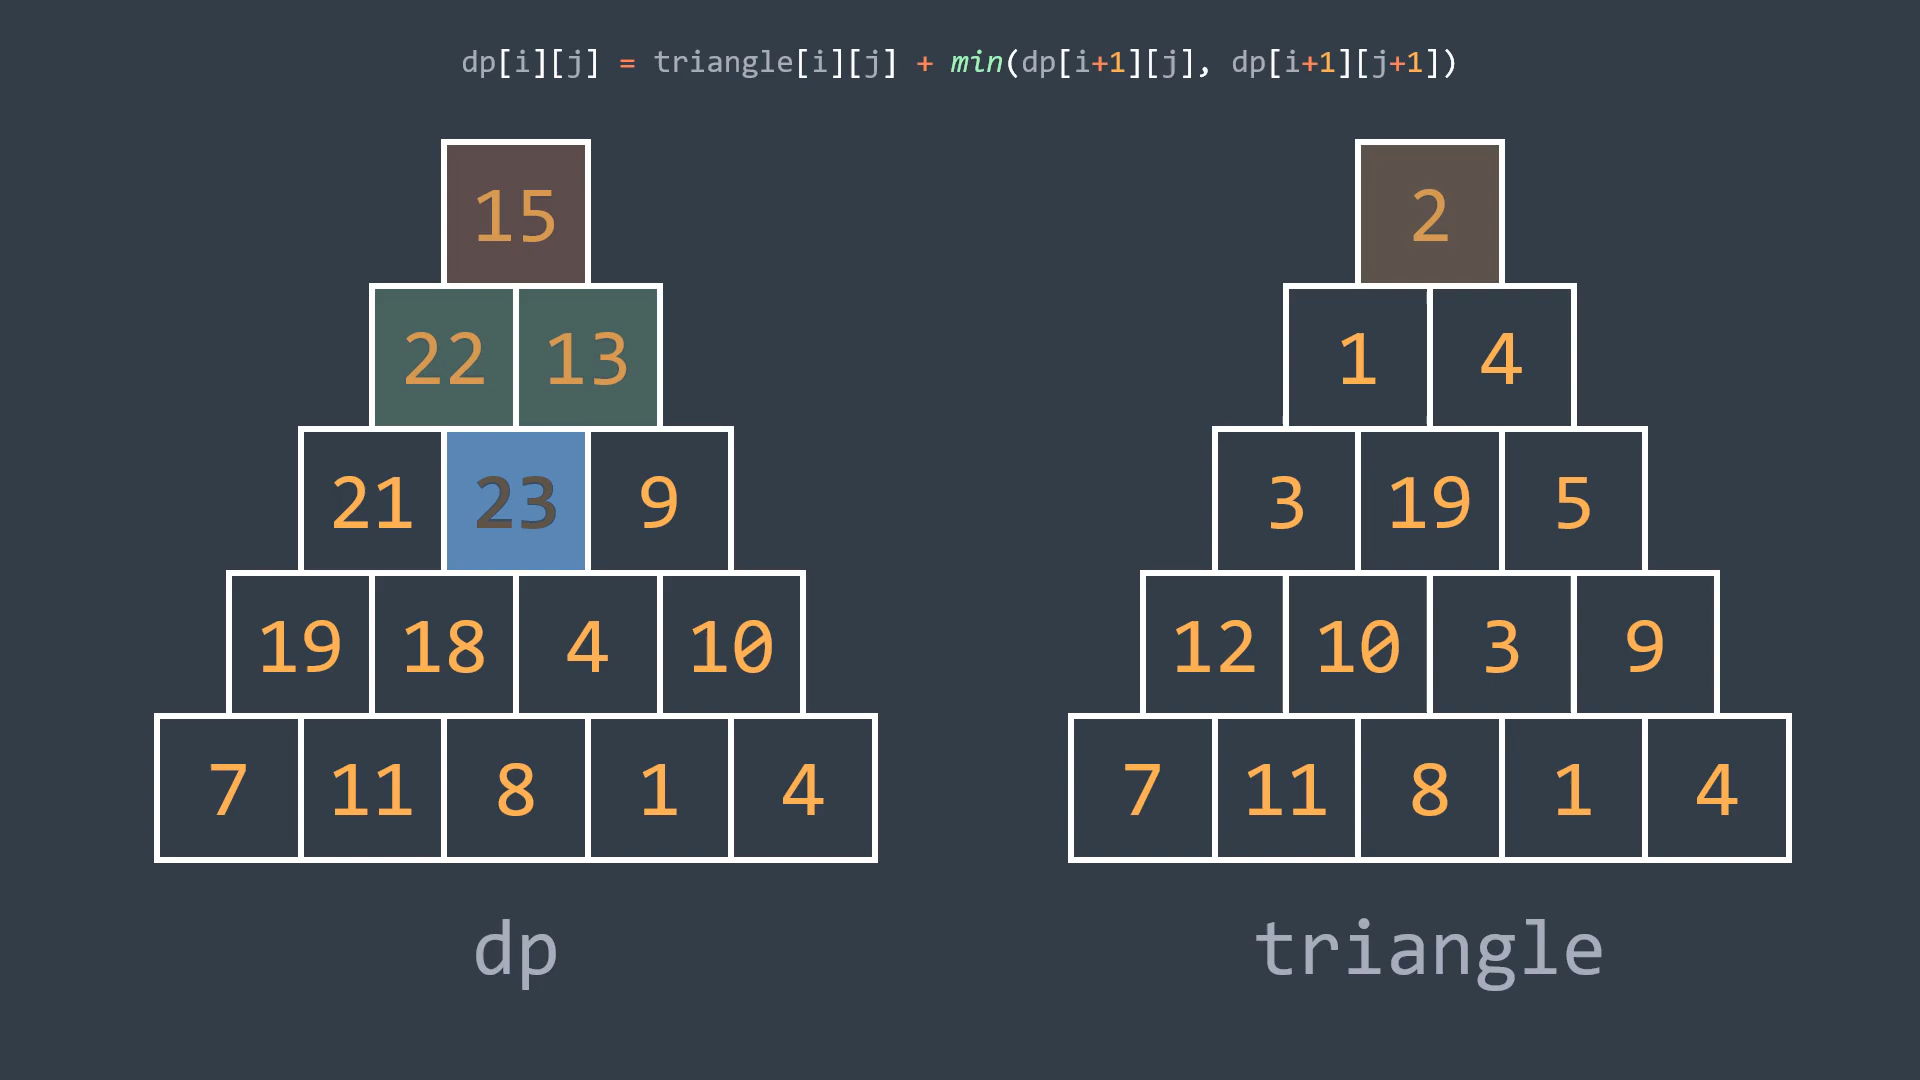 dp[i][j] = triangle[i][j] + min(dp[i+1][j], dp[i+1][j+1])
15
22 13
21 23 9
19 18 4 10
7 11 8 1 4
dp
2
1 4
3 19 5
12 10 3 9
7 11 8 1 4
triangle